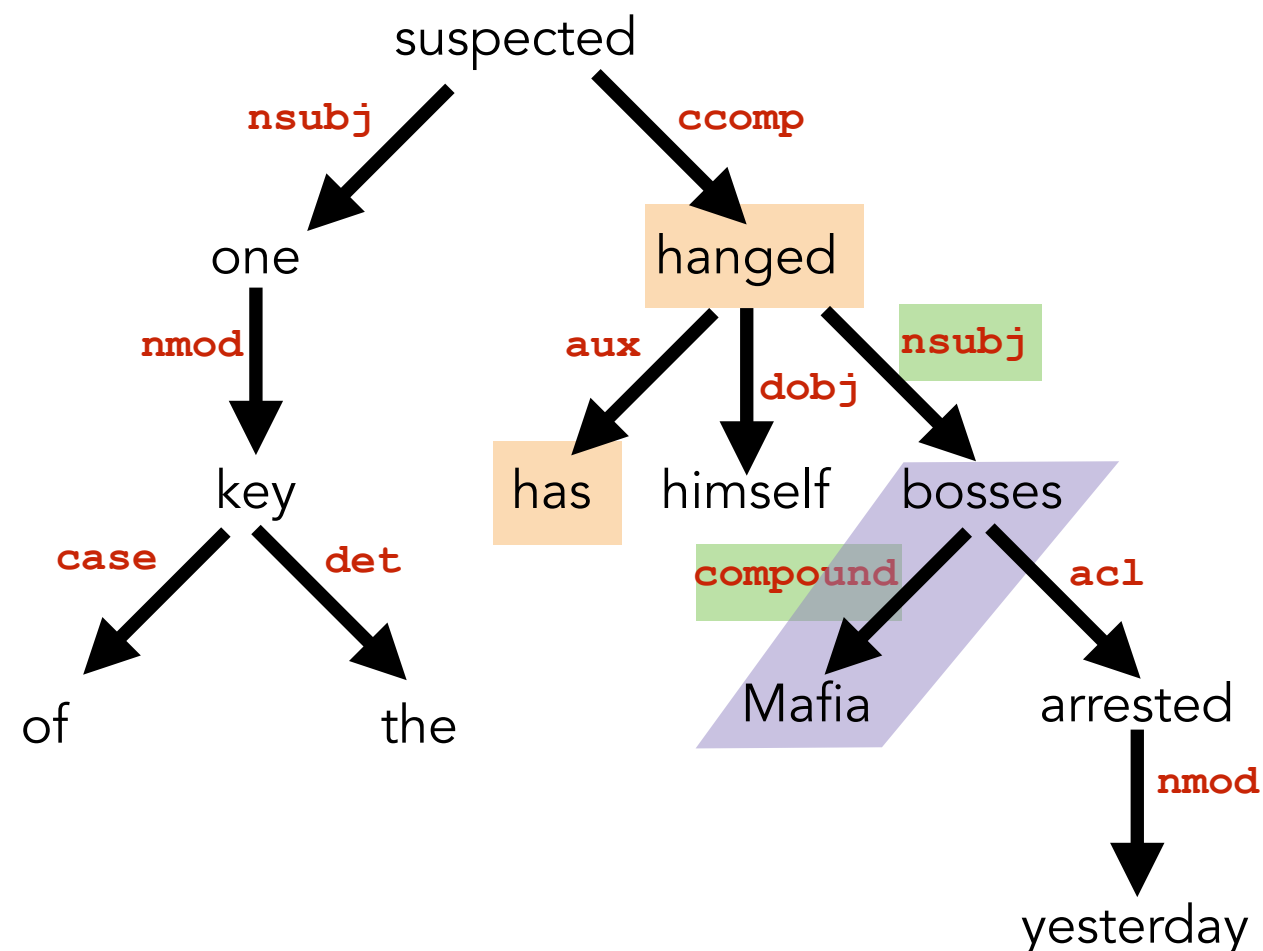 suspected
nsubj ccomp
one hanged
nmod aux dobj nsubj
key has himself bosses
case det compound acl
of the Mafia arrested
nmod
yesterday